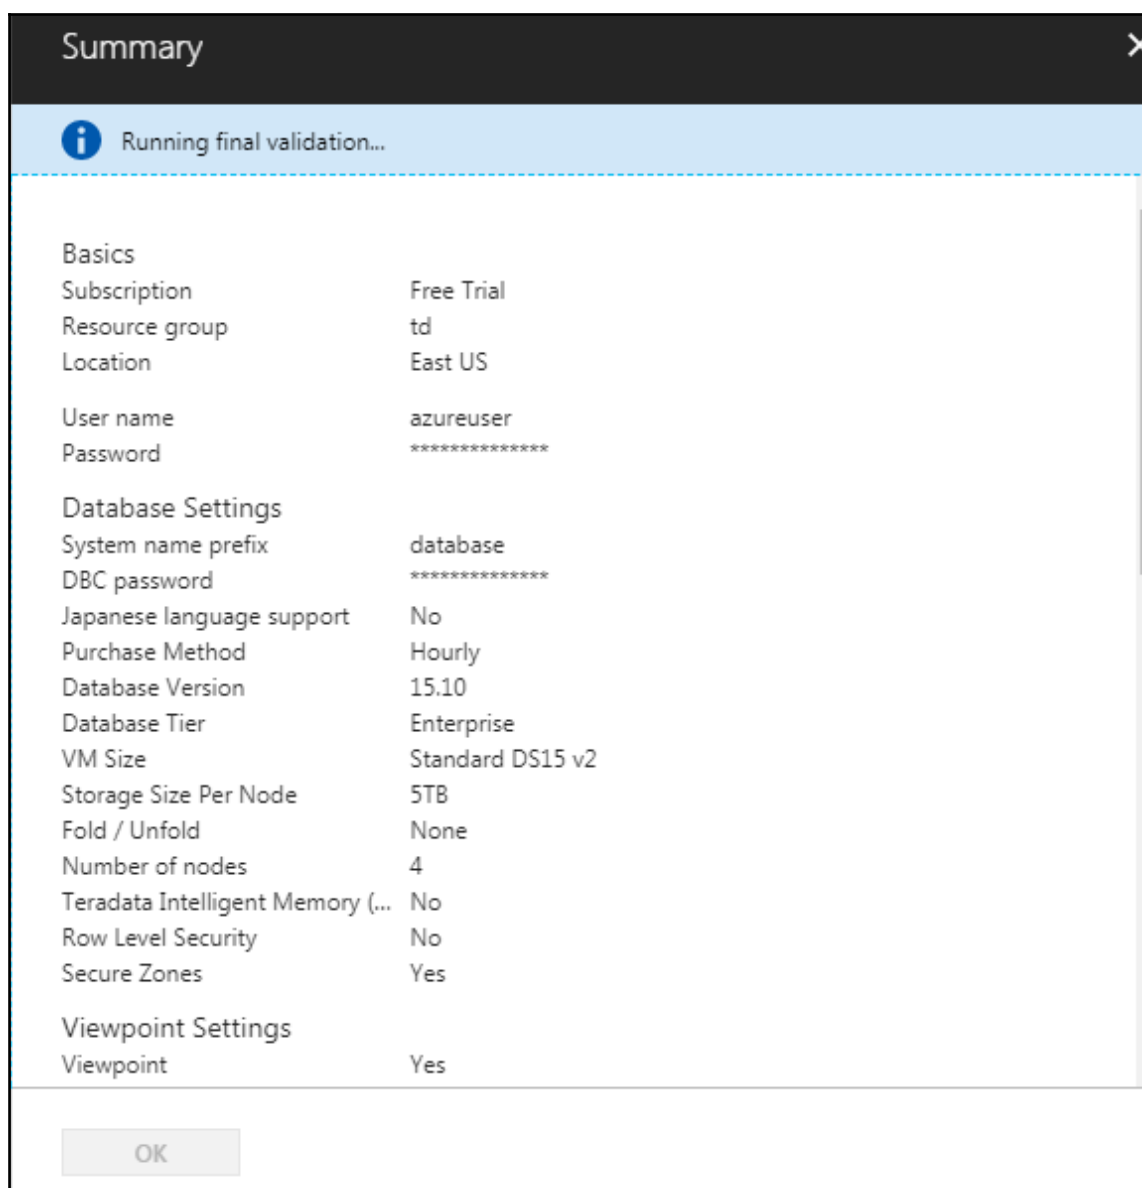 Summary
Running final validation...
Basics
Subscription Free Trial
Resource group td
Location East US
User name azureuser
Password **************
Database Settings
System name prefix database
DBC password **************
Japanese language support No
Purchase Method Hourly
Database Version 15.10
Database Tier Enterprise
VM Size Standard DS15 v2
Storage Size Per Node 5TB
Fold / Unfold None
Number of nodes 4
Teradata Intelligent Memory (... No
Row Level Security No
Secure Zones Yes
Viewpoint Settings
Viewpoint Yes
OK